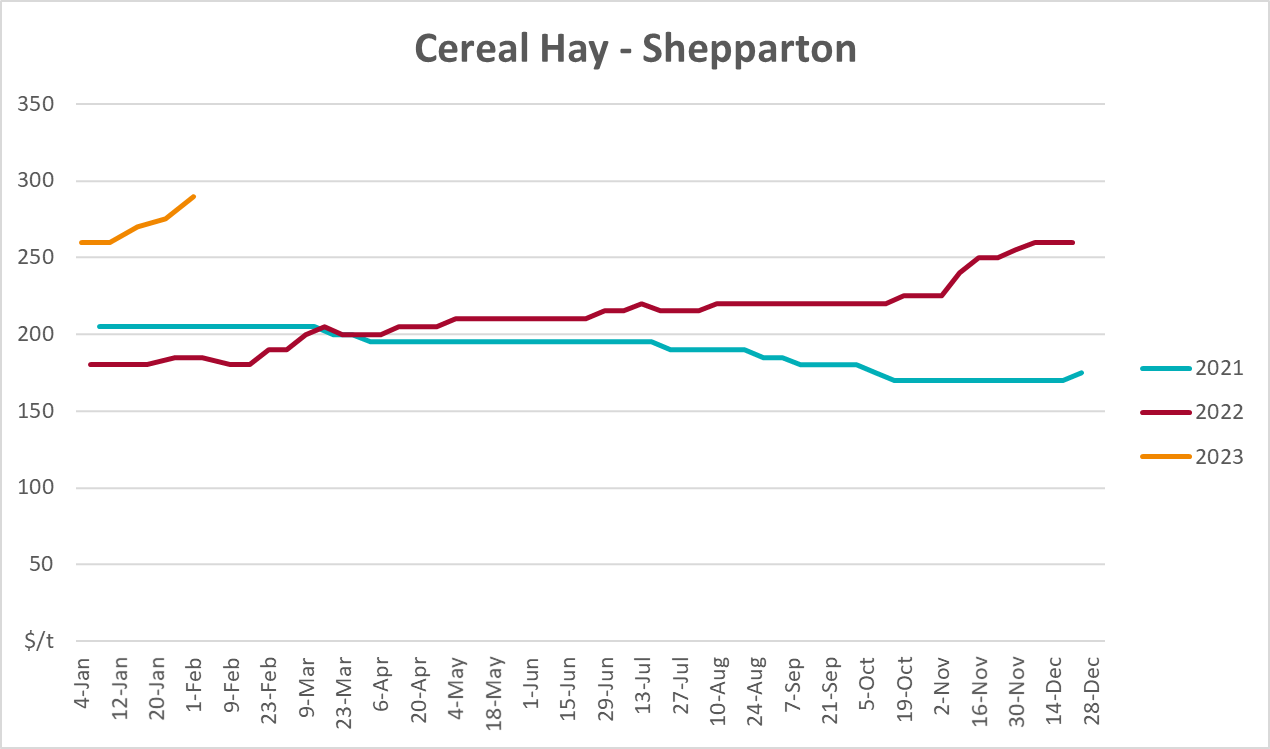 Cereal Hay - Shepparton
350
300
250
200
150
100
50
$/t
4-Jan
12-Jan
20-Jan
1-Feb
9-Feb
23-Feb
9-Mar
23-Mar
6-Apr
20-Apr
4-May
18-May
1-Jun
15-Jun
29-Jun
13-Jul
27-Jul
10-Aug
24-Aug
7-Sep
21-Sep
5-Oct
19-Oct
2-Nov
16-Nov
30-Nov
14-Dec
28-Dec
2021
2022
2023